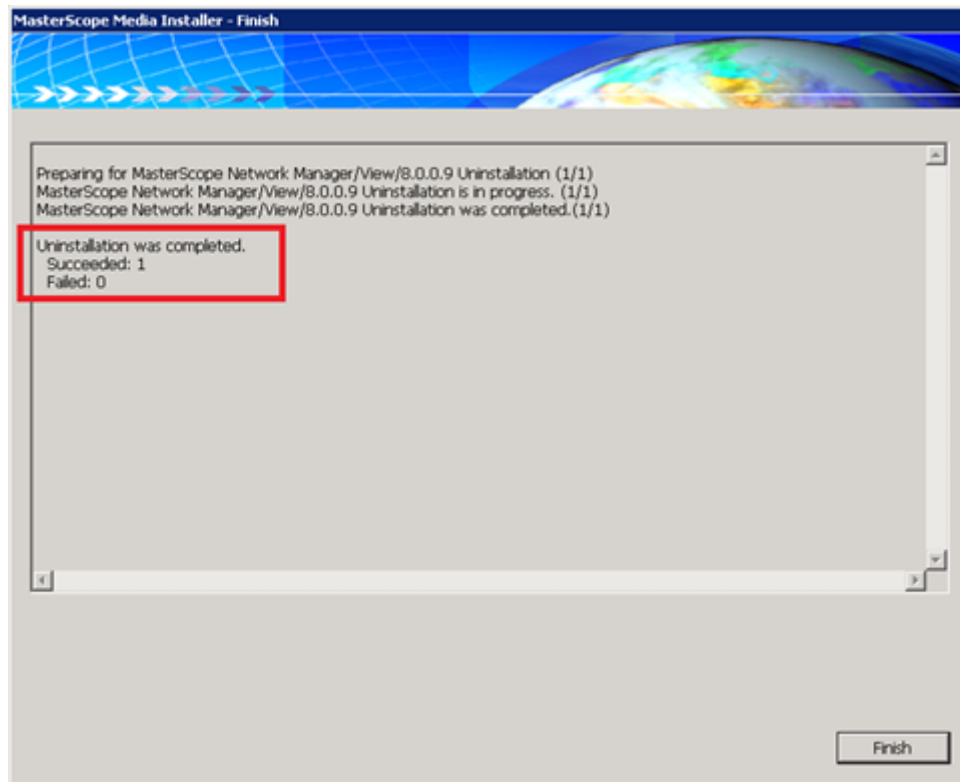 MasterScope Media Installer - Finish
Preparing for MasterScope Network Manager/View/8.0.0.9 Uninstallation (1/1)
MasterScope Network Manager/View/8.0.0.9 Uninstallation is in progress. (1/1)
MasterScope Network Manager/View/8.0.0.9 Uninstallation was completed.(1/1)
Uninstallation was completed.
Succeeded: 1
Failed: 0
Finish